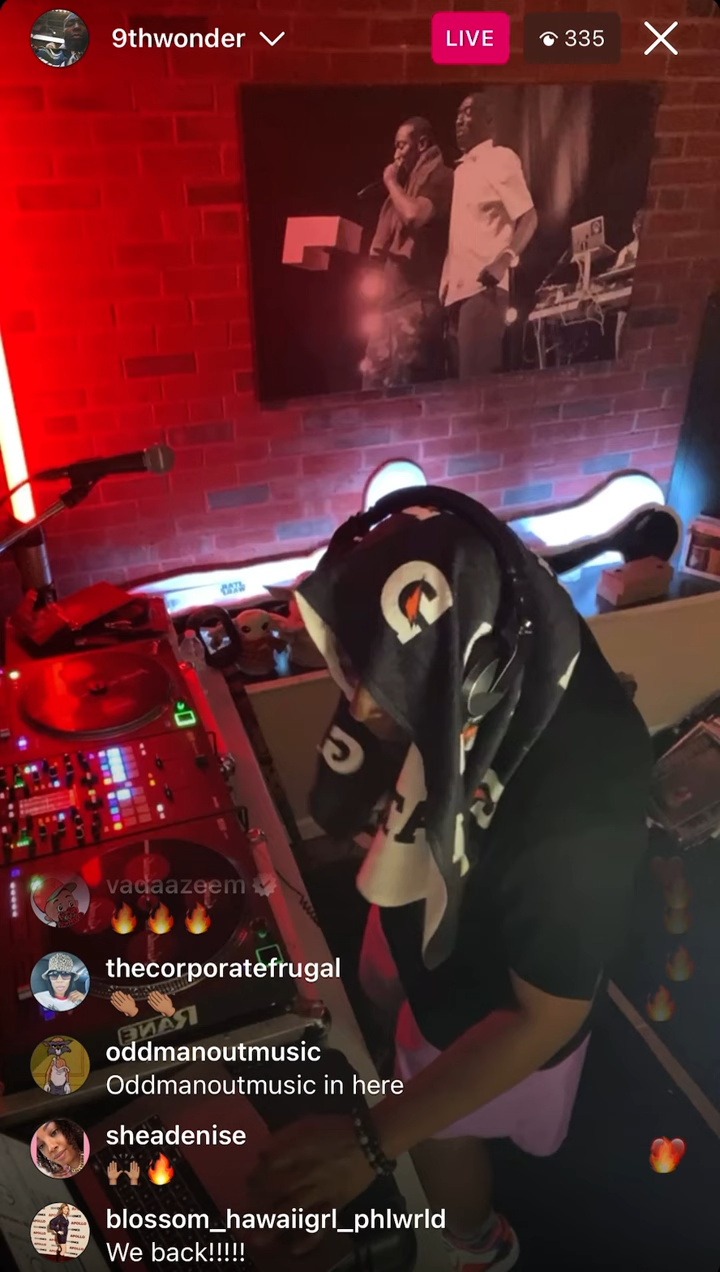 9thwonder
LIVE
335
vadaazeem
🔥🔥🔥
thecorporatefrugal
👏🏼👏🏼
RANE
oddmanoutmusic
Oddmanoutmusic in here
sheadenise
🙌🏽🔥
blossom_hawaiigrl_phlwrld
We back!!!!!